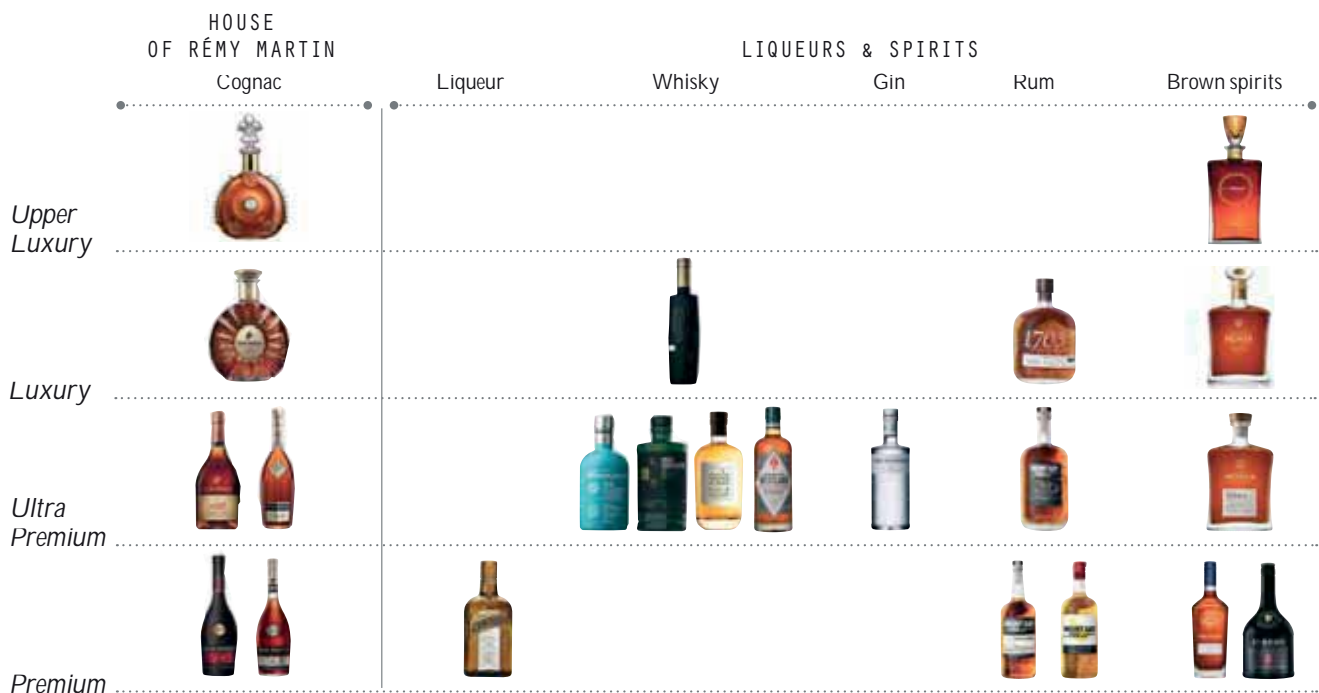 HOUSE
OF RÉMY MARTIN
LIQUEURS & SPIRITS
Cognac
Liqueur
Whisky
Gin
Rum
Brown spirits
Upper
Luxury
Luxury
1703
Ultra
Premium
Premium